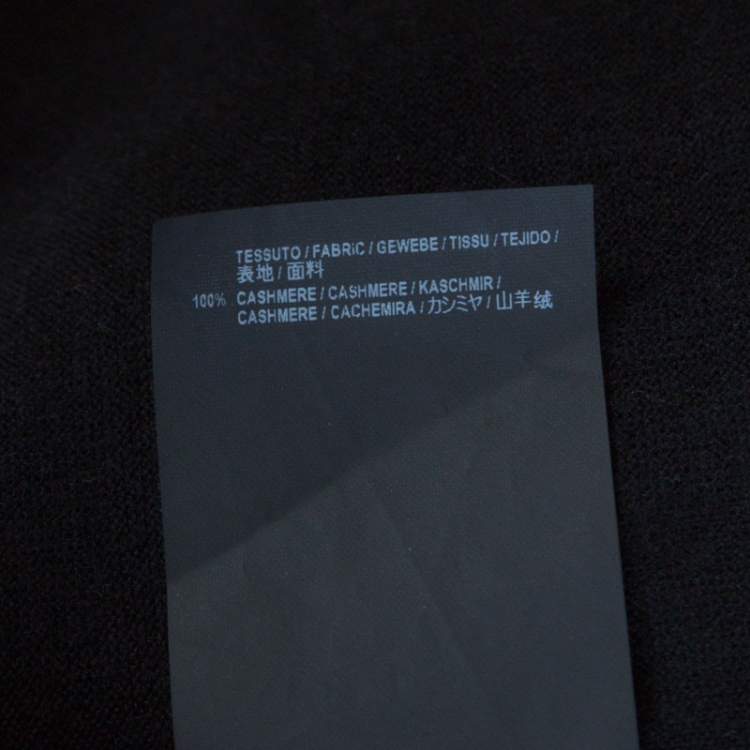 TESSUTO / FABRiC / GEWEBE / TISSU / TEJIDO /
表地 / 面料
100% CASHMERE / CASHMERE / KASCHMIR /
CASHMERE / CACHEMIRA / カシミヤ / 山羊绒